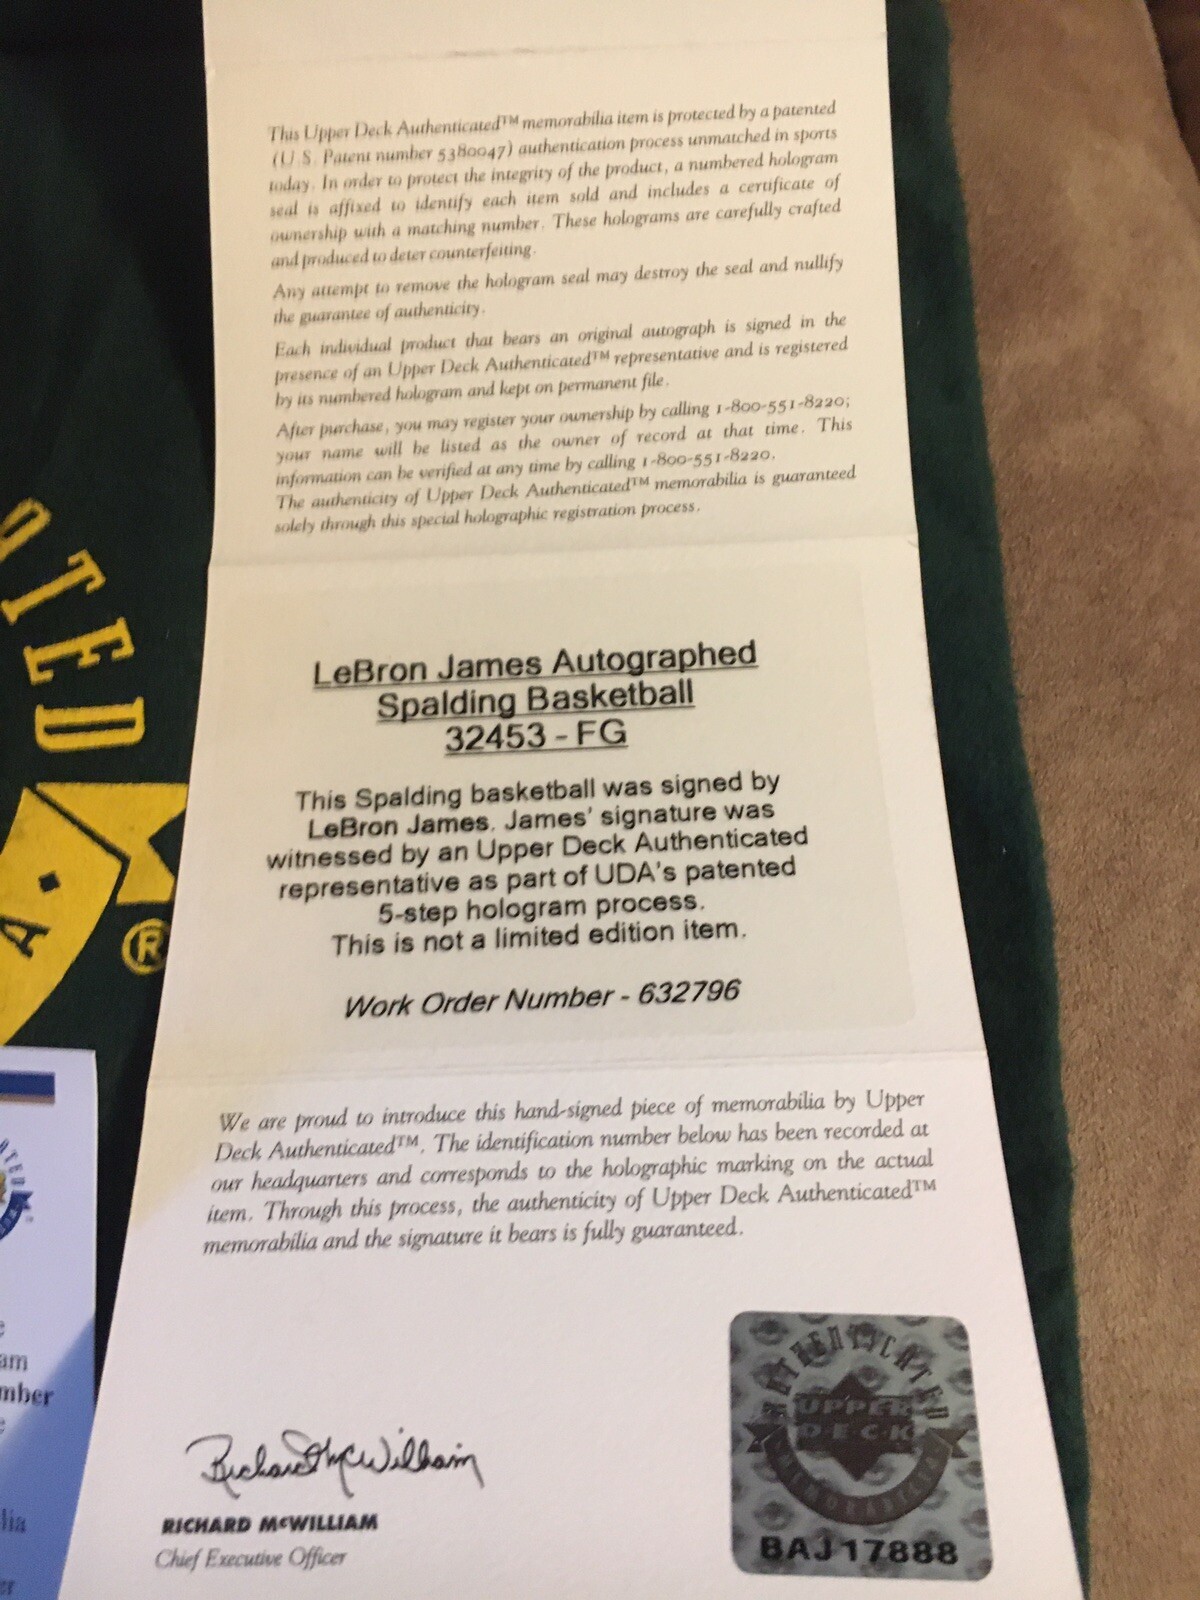 This Upper Deck Authenticated™ memorabilia item is protected by a patented
(U.S. Patent number 5380047) authentication process unmatched in sports
today. In order to protect the integrity of the product, a numbered hologram
seal is affixed to identify each item sold and includes a certificate of
ownership with a matching number. These holograms are carefully crafted
and produced to deter counterfeiting.
Any attempt to remove the hologram seal may destroy the seal and nullify
the guarantee of authenticity.
Each individual product that bears an original autograph is signed in the
presence of an Upper Deck Authenticated™ representative and is registered
by its numbered hologram and kept on permanent file.
After purchase, you may register your ownership by calling 1-800-551-8220;
your name will be listed as the owner of record at that time. This
information can be verified at any time by calling 1-800-551-8220.
The authenticity of Upper Deck Authenticated™ memorabilia is guaranteed
solely through this special holographic registration process.
LeBron James Autographed
Spalding Basketball
32453 - FG
This Spalding basketball was signed by
LeBron James. James' signature was
witnessed by an Upper Deck Authenticated
representative as part of UDA's patented
5-step hologram process.
This is not a limited edition item.
Work Order Number - 632796
We are proud to introduce this hand-signed piece of memorabilia by Upper
Deck Authenticated™. The identification number below has been recorded at
our headquarters and corresponds to the holographic marking on the actual
item. Through this process, the authenticity of Upper Deck Authenticated™
memorabilia and the signature it bears is fully guaranteed.
Richard McWilliam
RICHARD McWILLIAM
Chief Executive Officer
AUTHENTICATED
UPPER
DECK
MEMORABILIA
BAJ17888
ATED
A.
®
am
mber
lia
er